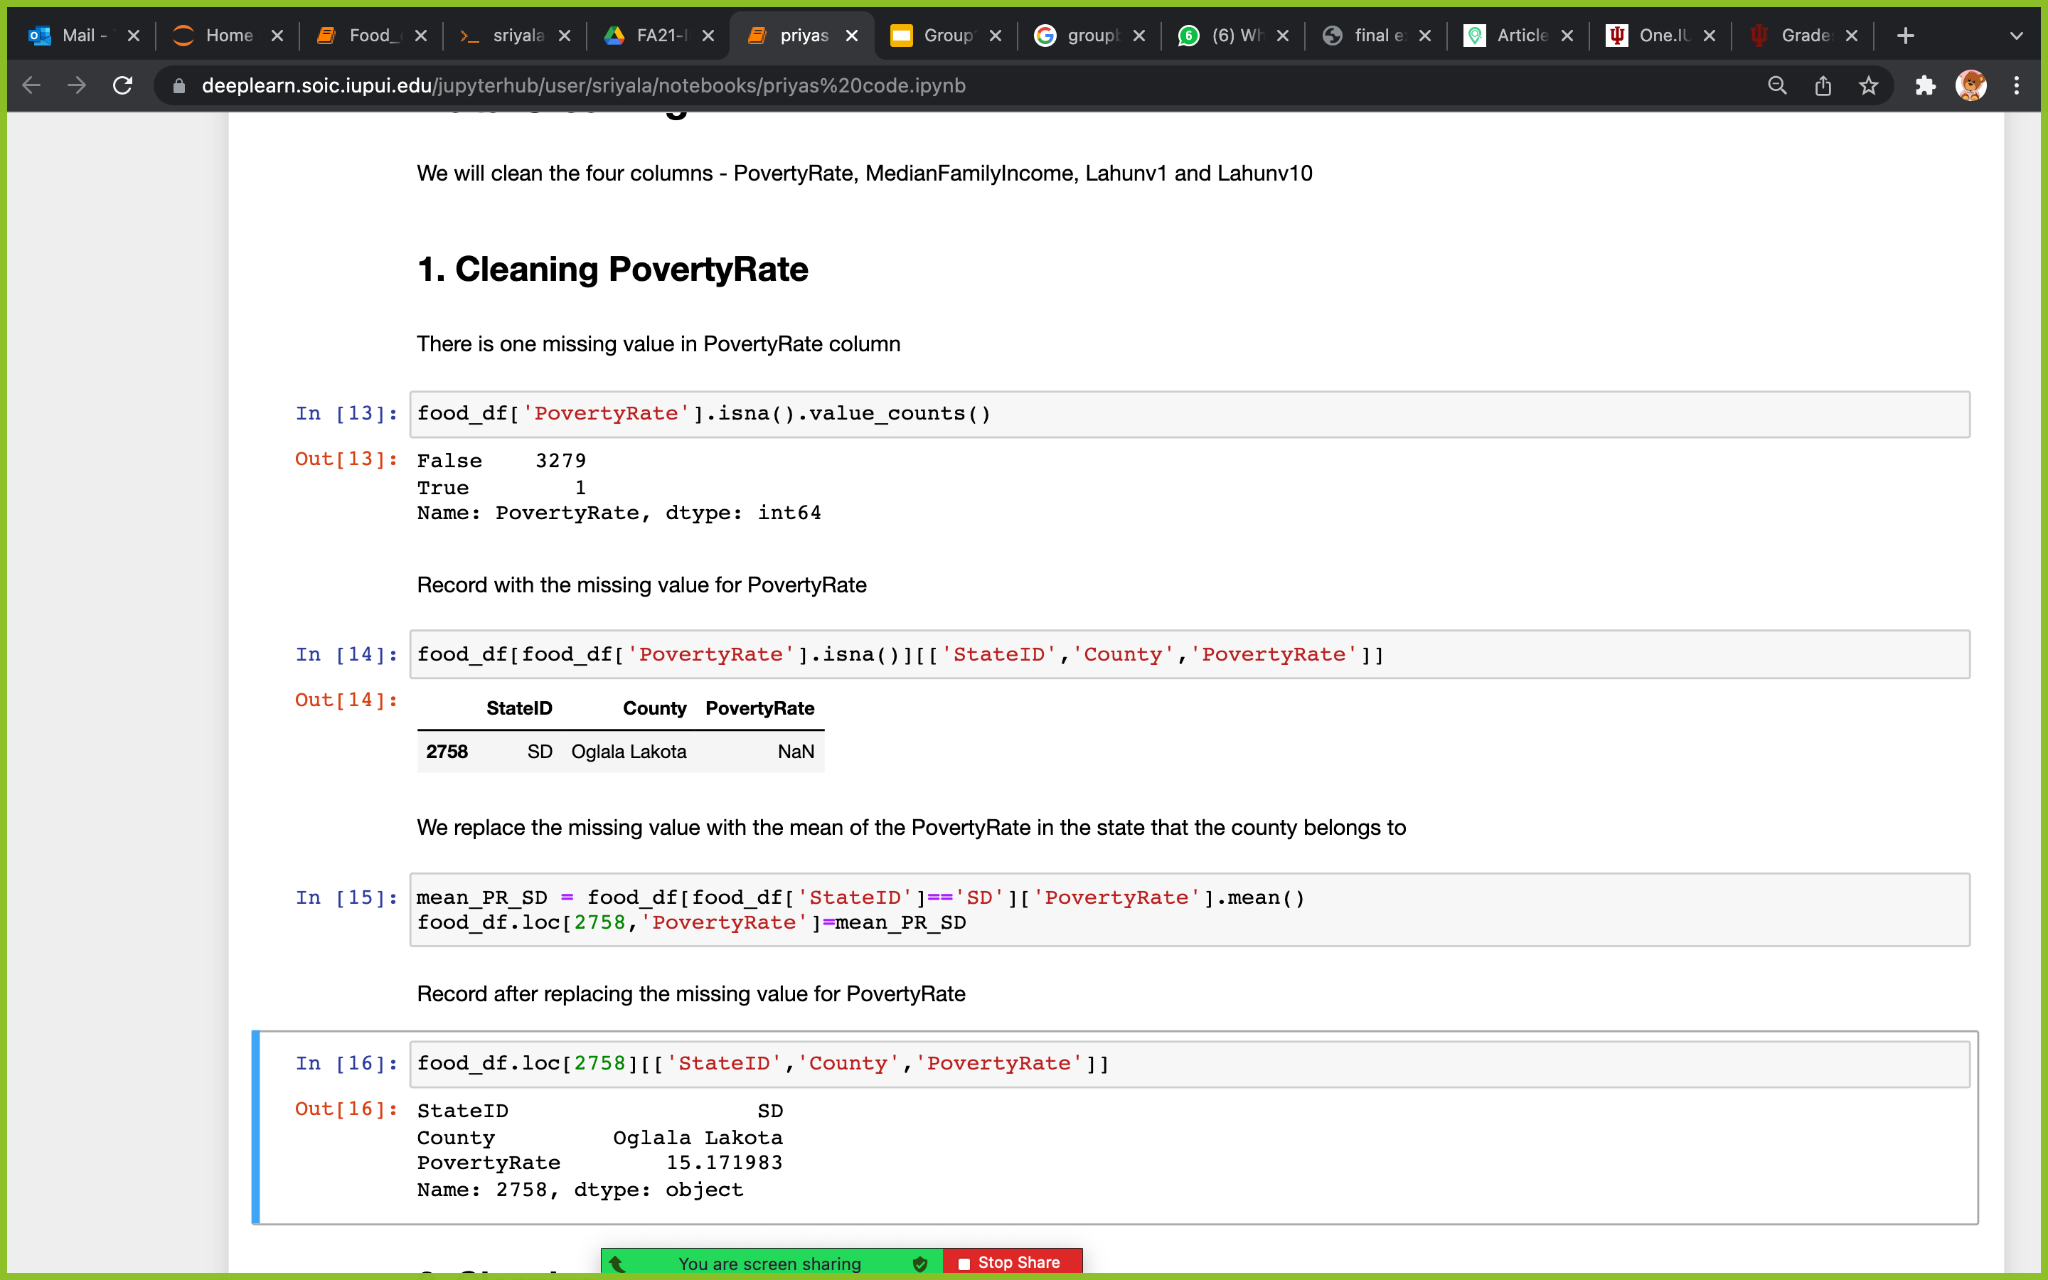 Mail -
Home
Food_
sriyala
FA21-I
priyas
Group
group
6
(6) Wh
final e
Article
One.IU
Grade
deeplearn.soic.iupui.edu/jupyterhub/user/sriyala/notebooks/priyas%20code.ipynb
We will clean the four columns - PovertyRate, MedianFamilyIncome, Lahunv1 and Lahunv10
1. Cleaning PovertyRate
There is one missing value in PovertyRate column
In [13]: food_df['PovertyRate'].isna().value_counts()
Out[13]: False 3279
True 1
Name: PovertyRate, dtype: int64
Record with the missing value for PovertyRate
In [14]: food_df[food_df['PovertyRate'].isna()][['StateID','County','PovertyRate']]
Out[14]:
StateID County PovertyRate
2758 SD Oglala Lakota NaN
We replace the missing value with the mean of the PovertyRate in the state that the county belongs to
In [15]: mean_PR_SD = food_df[food_df['StateID']=='SD']['PovertyRate'].mean()
food_df.loc[2758,'PovertyRate']=mean_PR_SD
Record after replacing the missing value for PovertyRate
In [16]: food_df.loc[2758][['StateID','County','PovertyRate']]
Out[16]: StateID SD
County Oglala Lakota
PovertyRate 15.171983
Name: 2758, dtype: object
You are screen sharing
Stop Share